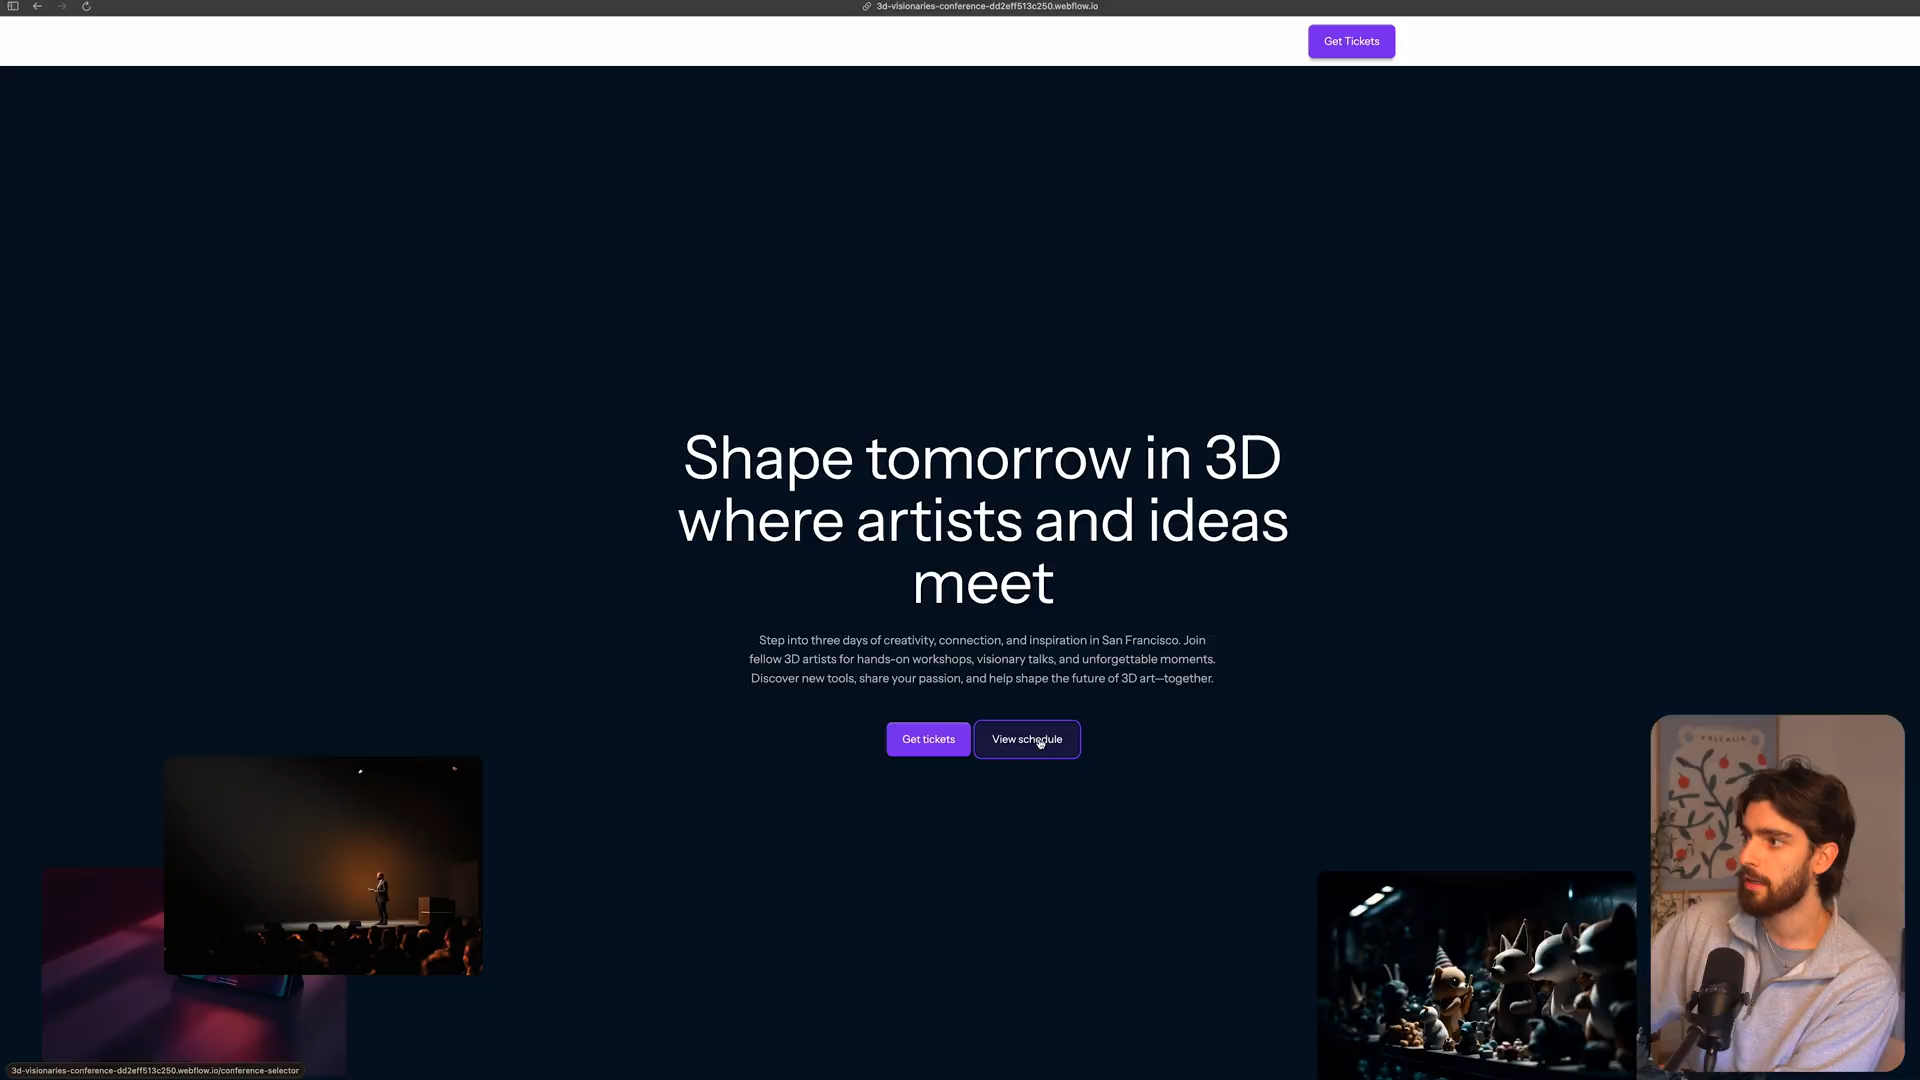 3d-visionaries-conference-dd2eff513c250.webflow.io
Get Tickets
Shape tomorrow in 3D
where artists and ideas
meet
Step into three days of creativity, connection, and inspiration in San Francisco. Join
fellow 3D artists for hands-on workshops, visionary talks, and unforgettable moments.
Discover new tools, share your passion, and help shape the future of 3D art—together.
Get tickets
View schedule
3d-visionaries-conference-dd2eff513c250.webflow.io/conference-selector